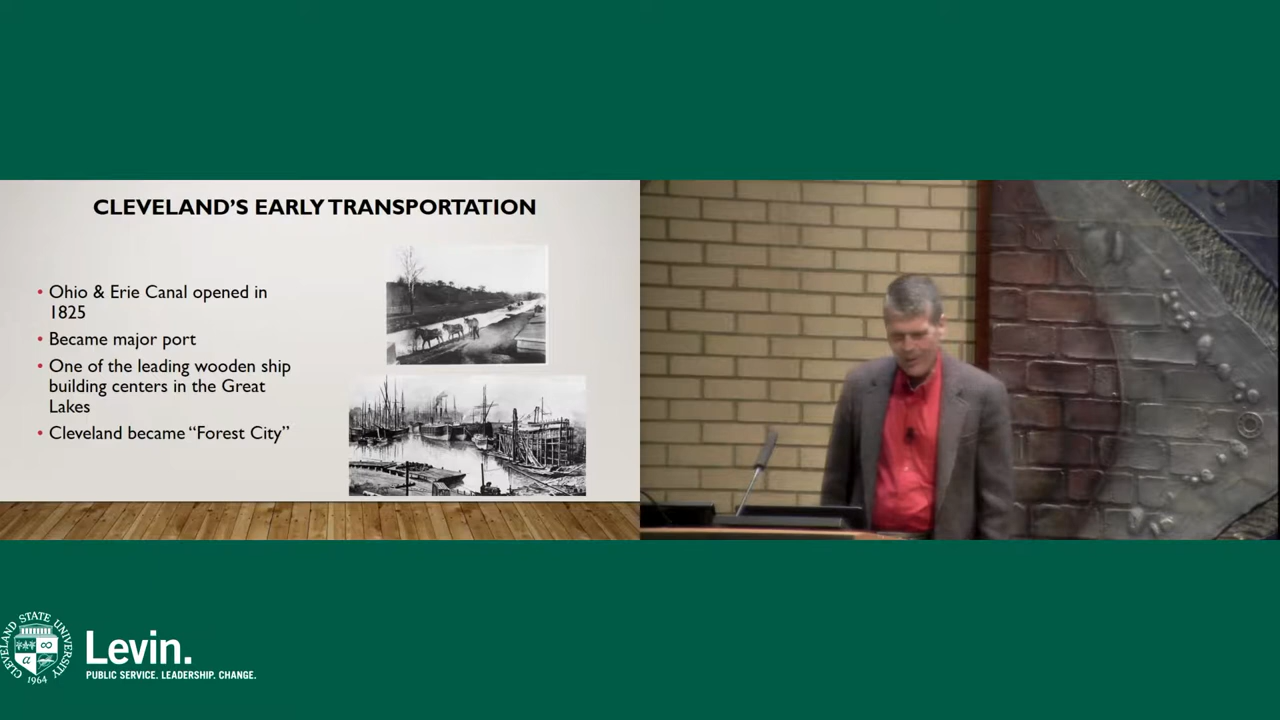 CLEVELAND'S EARLY TRANSPORTATION
• Ohio & Erie Canal opened in
1825
• Became major port
• One of the leading wooden ship
building centers in the Great
Lakes
• Cleveland became “Forest City”
CLEVELAND STATE UNIVERSITY
1964
Levin.
PUBLIC SERVICE. LEADERSHIP. CHANGE.